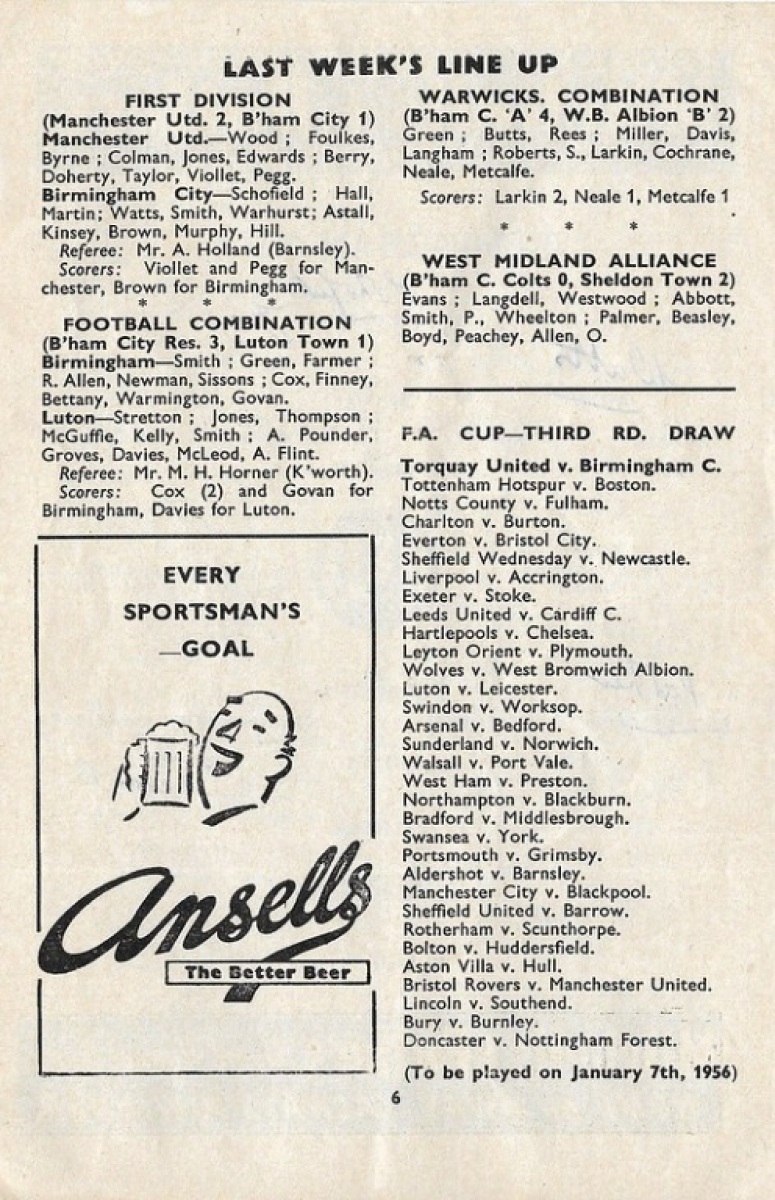 LAST WEEK'S LINE UP
FIRST DIVISION
(Manchester Utd. 2, B'ham City 1)
Manchester Utd.—Wood ; Foulkes,
Byrne ; Colman, Jones, Edwards ; Berry,
Doherty, Taylor, Viollet, Pegg.
Birmingham City—Schofield ; Hall,
Martin; Watts, Smith, Warhurst; Astall,
Kinsey, Brown, Murphy, Hill.
Referee: Mr. A. Holland (Barnsley).
Scorers: Viollet and Pegg for Man-
chester, Brown for Birmingham.
* * *
FOOTBALL COMBINATION
(B'ham City Res. 3, Luton Town 1)
Birmingham—Smith ; Green, Farmer ;
R. Allen, Newman, Sissons ; Cox, Finney,
Bettany, Warmington, Govan.
Luton—Stretton ; Jones, Thompson ;
McGuffie, Kelly, Smith ; A. Pounder,
Groves, Davies, McLeod, A. Flint.
Referee: Mr. M. H. Horner (K'worth).
Scorers: Cox (2) and Govan for
Birmingham, Davies for Luton.
EVERY
SPORTSMAN'S
—GOAL
Ansells
The Better Beer
WARWICKS. COMBINATION
(B'ham C. 'A' 4, W.B. Albion 'B' 2)
Green ; Butts, Rees ; Miller, Davis,
Langham ; Roberts, S., Larkin, Cochrane,
Neale, Metcalfe.
Scorers: Larkin 2, Neale 1, Metcalfe 1
* * *
WEST MIDLAND ALLIANCE
(B'ham C. Colts 0, Sheldon Town 2)
Evans ; Langdell, Westwood ; Abbott,
Smith, P., Wheelton ; Palmer, Beasley,
Boyd, Peachey, Allen, O.
F.A. CUP—THIRD RD. DRAW
Torquay United v. Birmingham C.
Tottenham Hotspur v. Boston.
Notts County v. Fulham.
Charlton v. Burton.
Everton v. Bristol City.
Sheffield Wednesday v. Newcastle.
Liverpool v. Accrington.
Exeter v. Stoke.
Leeds United v. Cardiff C.
Hartlepools v. Chelsea.
Leyton Orient v. Plymouth.
Wolves v. West Bromwich Albion.
Luton v. Leicester.
Swindon v. Worksop.
Arsenal v. Bedford.
Sunderland v. Norwich.
Walsall v. Port Vale.
West Ham v. Preston.
Northampton v. Blackburn.
Bradford v. Middlesbrough.
Swansea v. York.
Portsmouth v. Grimsby.
Aldershot v. Barnsley.
Manchester City v. Blackpool.
Sheffield United v. Barrow.
Rotherham v. Scunthorpe.
Bolton v. Huddersfield.
Aston Villa v. Hull.
Bristol Rovers v. Manchester United.
Lincoln v. Southend.
Bury v. Burnley.
Doncaster v. Nottingham Forest.
(To be played on January 7th, 1956)
6